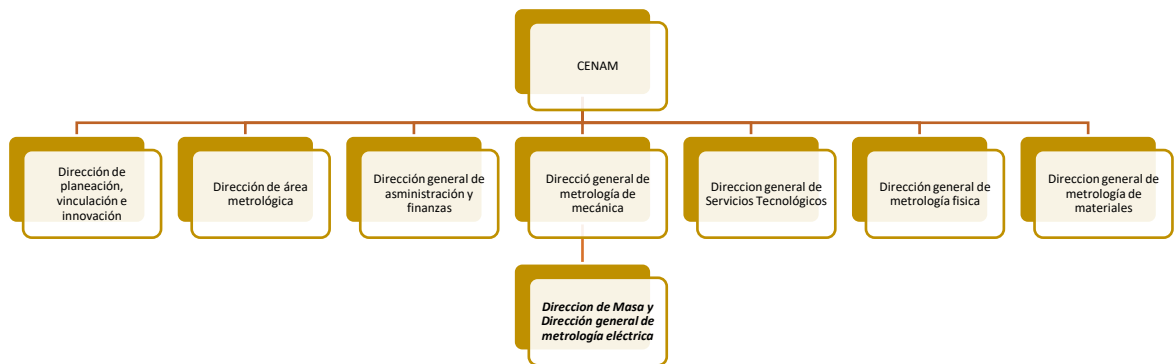 CENAM
Dirección de
planeación,
vinculación e
innovación
Dirección de área
metrológica
Dirección general de
asministración y
finanzas
Direcció general de
metrología de
mecánica
Direccion general de
Servicios Tecnológicos
Dirección general de
metrología fisica
Direccion general de
metrología de
materiales
Direccion de Masa y
Dirección general de
metrología eléctrica